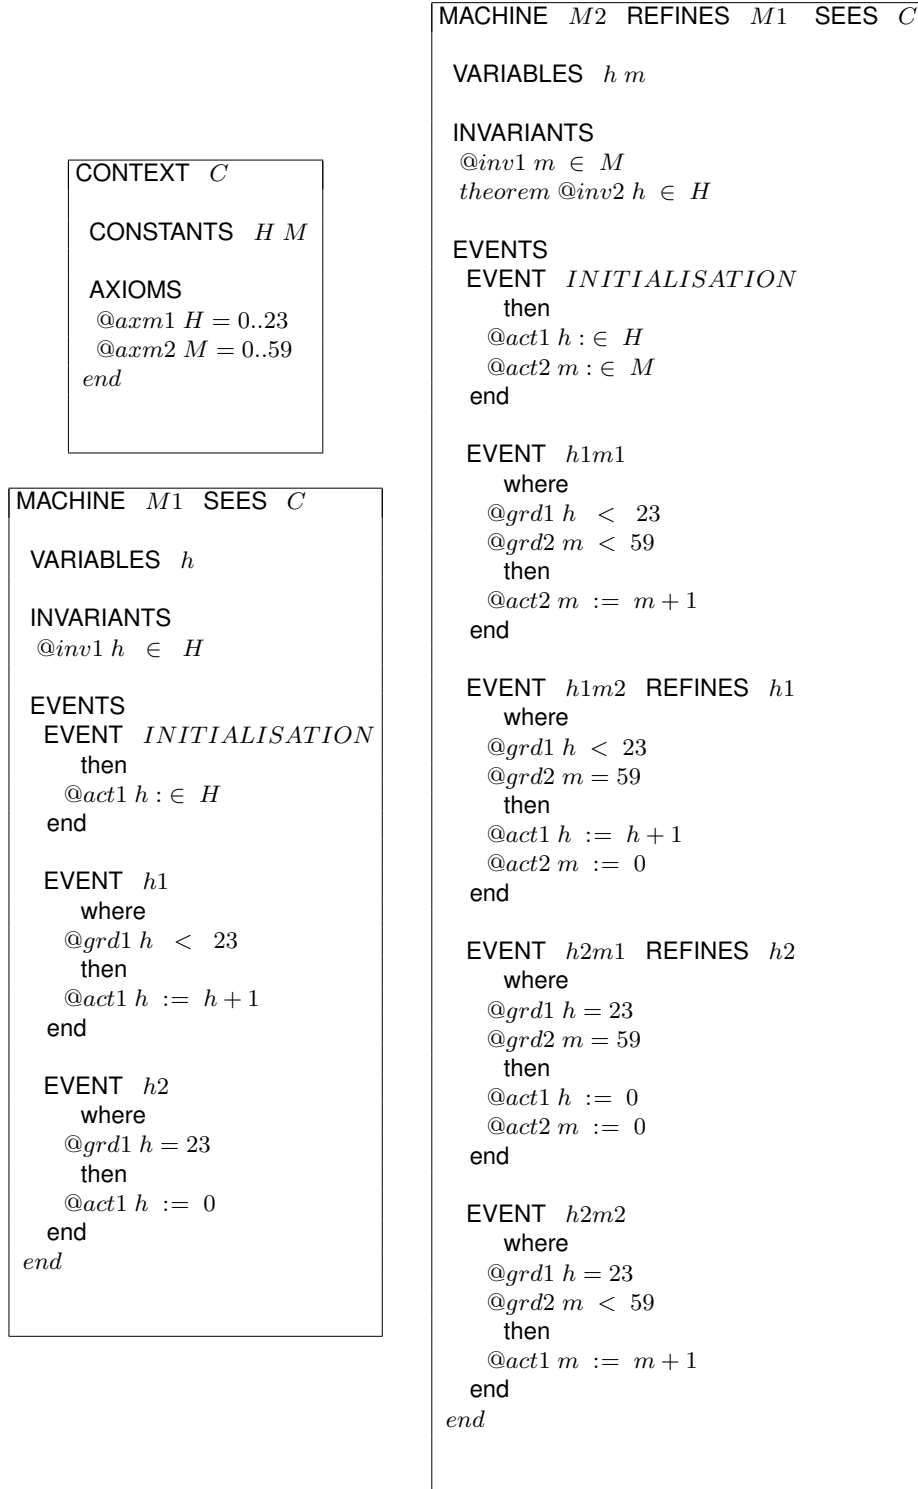 CONTEXT C
CONSTANTS H M
AXIOMS
@axm1 H = 0..23
@axm2 M = 0..59
end
MACHINE M1 SEES C
VARIABLES h
INVARIANTS
@inv1 h ∈ H
EVENTS
EVENT INITIALISATION
then
@act1 h :∈ H
end
EVENT h1
where
@grd1 h < 23
then
@act1 h := h + 1
end
EVENT h2
where
@grd1 h = 23
then
@act1 h := 0
end
end
MACHINE M2 REFINES M1 SEES C
VARIABLES h m
INVARIANTS
@inv1 m ∈ M
theorem @inv2 h ∈ H
EVENTS
EVENT INITIALISATION
then
@act1 h :∈ H
@act2 m :∈ M
end
EVENT h1m1
where
@grd1 h < 23
@grd2 m < 59
then
@act2 m := m + 1
end
EVENT h1m2 REFINES h1
where
@grd1 h < 23
@grd2 m = 59
then
@act1 h := h + 1
@act2 m := 0
end
EVENT h2m1 REFINES h2
where
@grd1 h = 23
@grd2 m = 59
then
@act1 h := 0
@act2 m := 0
end
EVENT h2m2
where
@grd1 h = 23
@grd2 m < 59
then
@act1 m := m + 1
end
end